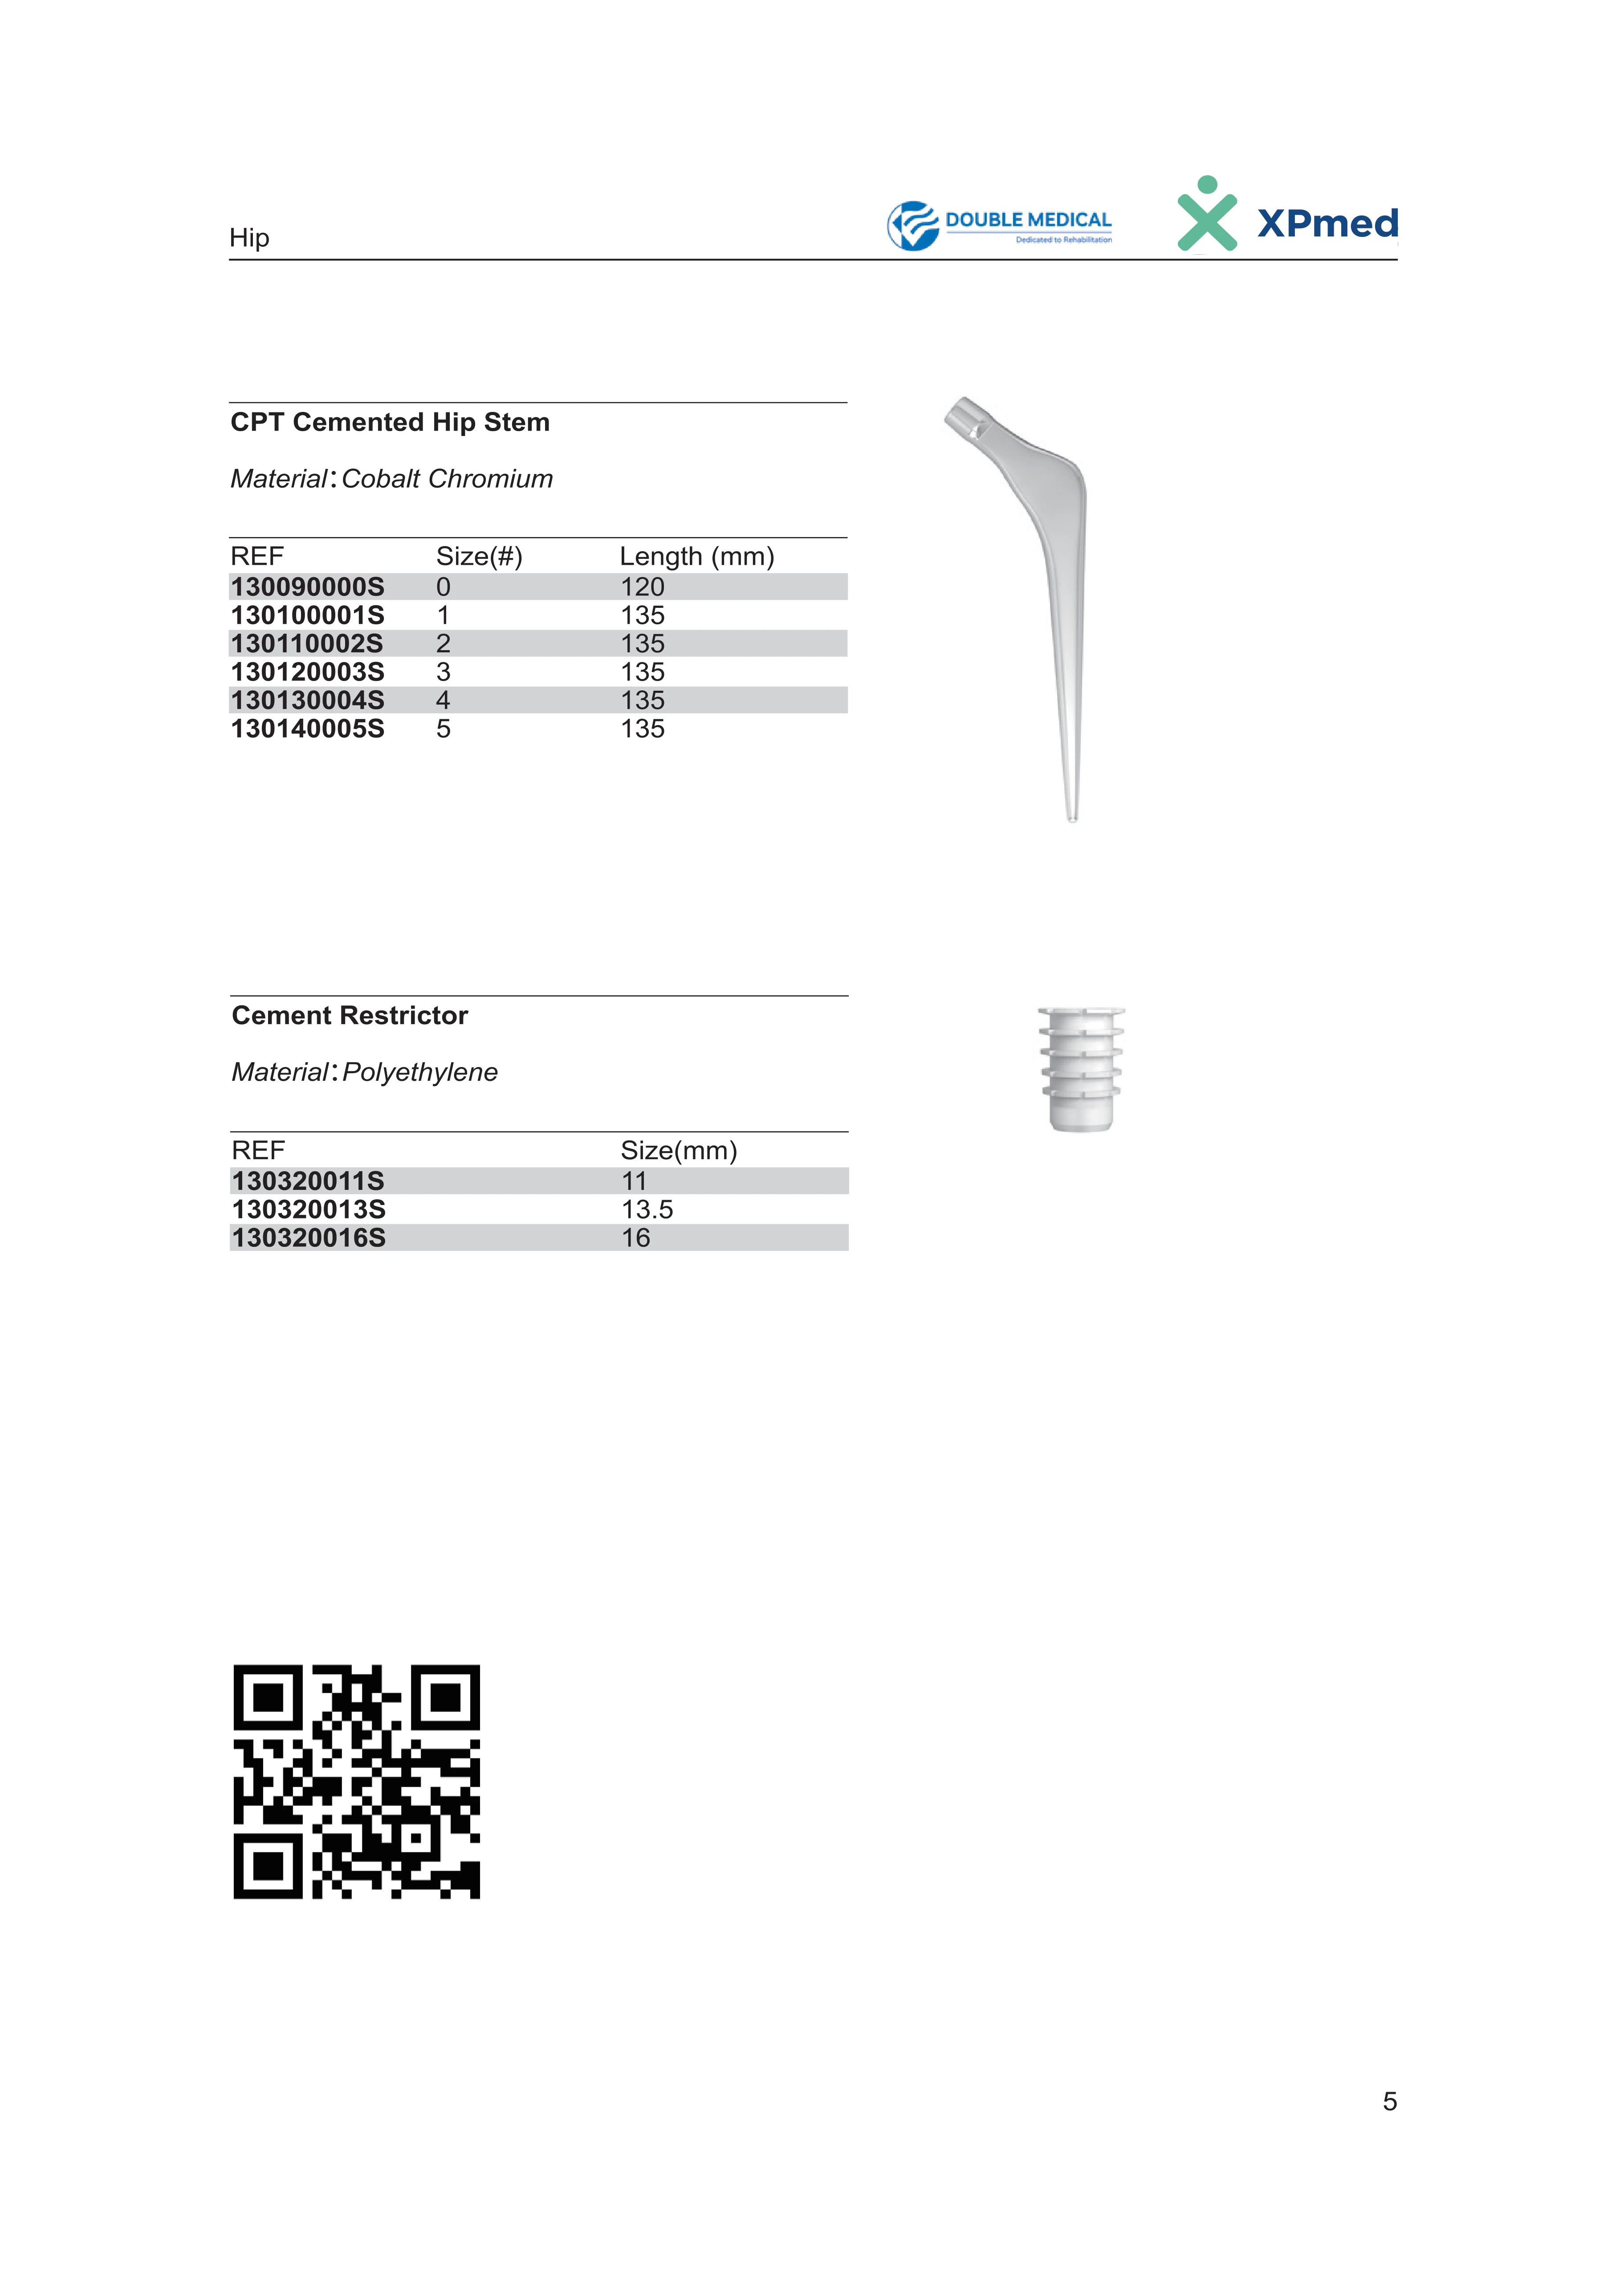 Hip
DOUBLE MEDICAL
Dedicated to Rehabilitation
XPmed
CPT Cemented Hip Stem
Material：Cobalt Chromium
REF Size(#) Length (mm)
130090000S 0 120
130100001S 1 135
130110002S 2 135
130120003S 3 135
130130004S 4 135
130140005S 5 135
Cement Restrictor
Material：Polyethylene
REF Size(mm)
130320011S 11
130320013S 13.5
130320016S 16
5